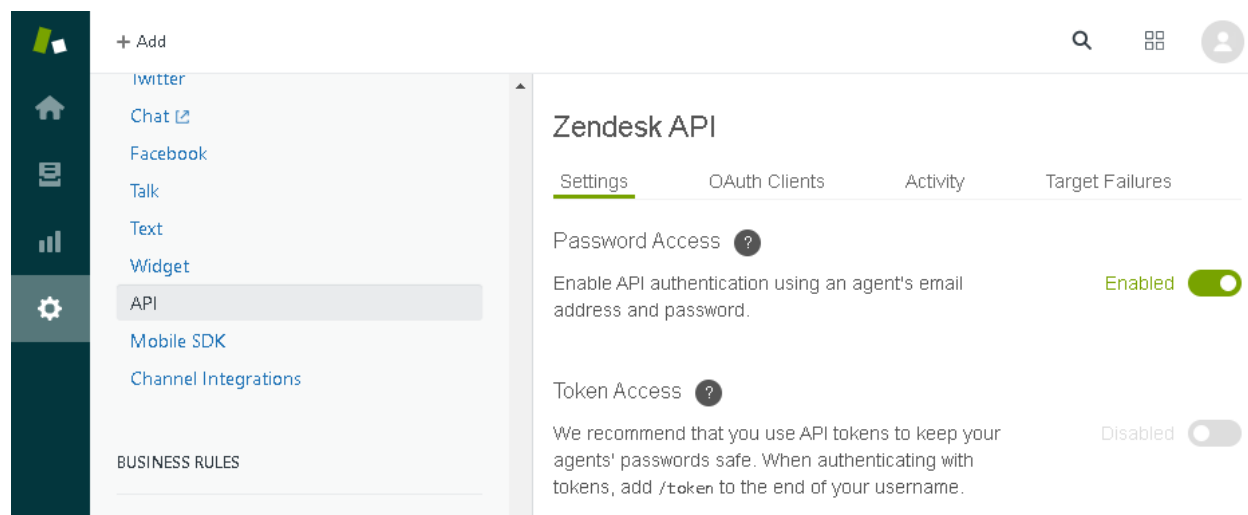 + Add
Twitter
Chat
Facebook
Talk
Text
Widget
API
Mobile SDK
Channel Integrations
BUSINESS RULES
Zendesk API
Settings OAuth Clients Activity Target Failures
Password Access ?
Enable API authentication using an agent's email Enabled
address and password.
Token Access ?
We recommend that you use API tokens to keep your Disabled
agents' passwords safe. When authenticating with
tokens, add /token to the end of your username.